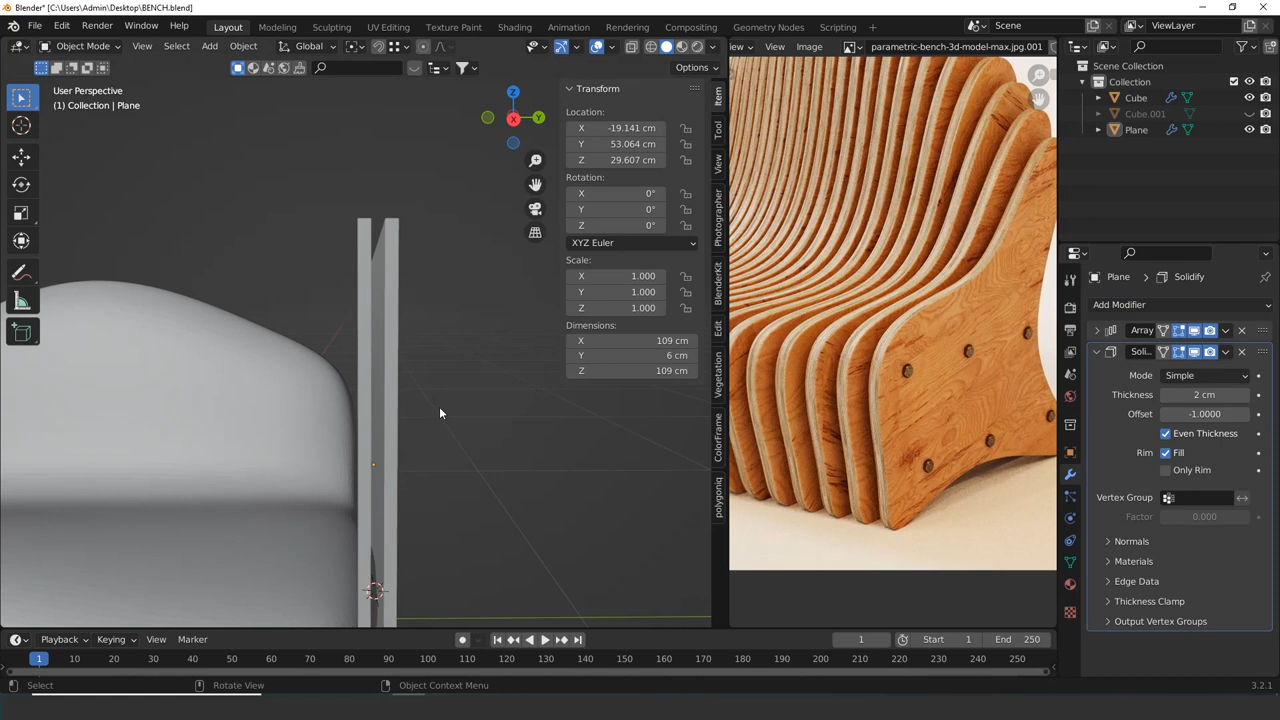 Blender* [C:\Users\Admin\Desktop\BENCH.blend]
File Edit Render Window Help Layout Modeling Sculpting UV Editing Texture Paint Shading Animation Rendering Compositing Geometry Nodes Scripting + Scene ViewLayer
Object Mode View Select Add Object Global View Image parametric-bench-3d-model-max.jpg.001
Options
User Perspective
(1) Collection | Plane
Z
Y
X
Transform
Location:
X -19.141 cm
Y 53.064 cm
Z 29.607 cm
Rotation:
X 0°
Y 0°
Z 0°
XYZ Euler
Scale:
X 1.000
Y 1.000
Z 1.000
Dimensions:
X 109 cm
Y 6 cm
Z 109 cm
Item
Tool
View
Photographer
BlenderKit
Edit
Vegetation
ColorFrame
polygoniq
Scene Collection
Collection
Cube
Cube.001
Plane
Plane > Solidify
Add Modifier
Array
Soli...
Mode Simple
Thickness 2 cm
Offset -1.0000
Even Thickness
Rim Fill
Only Rim
Vertex Group
Factor 0.000
Normals
Materials
Edge Data
Thickness Clamp
Output Vertex Groups
Playback Keying View Marker 1 Start 1 End 250
1 10 20 30 40 50 60 70 80 90 100 110 120 130 140 150 160 170 180 190 200 210 220 230 240 250
Select Rotate View Object Context Menu 3.2.1